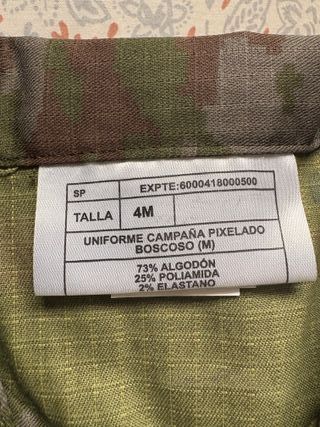 SP EXPTE:6000418000500
TALLA 4M
UNIFORME CAMPAÑA PIXELADO
BOSCOSO (M)
73% ALGODÓN
25% POLIAMIDA
2% ELASTANO